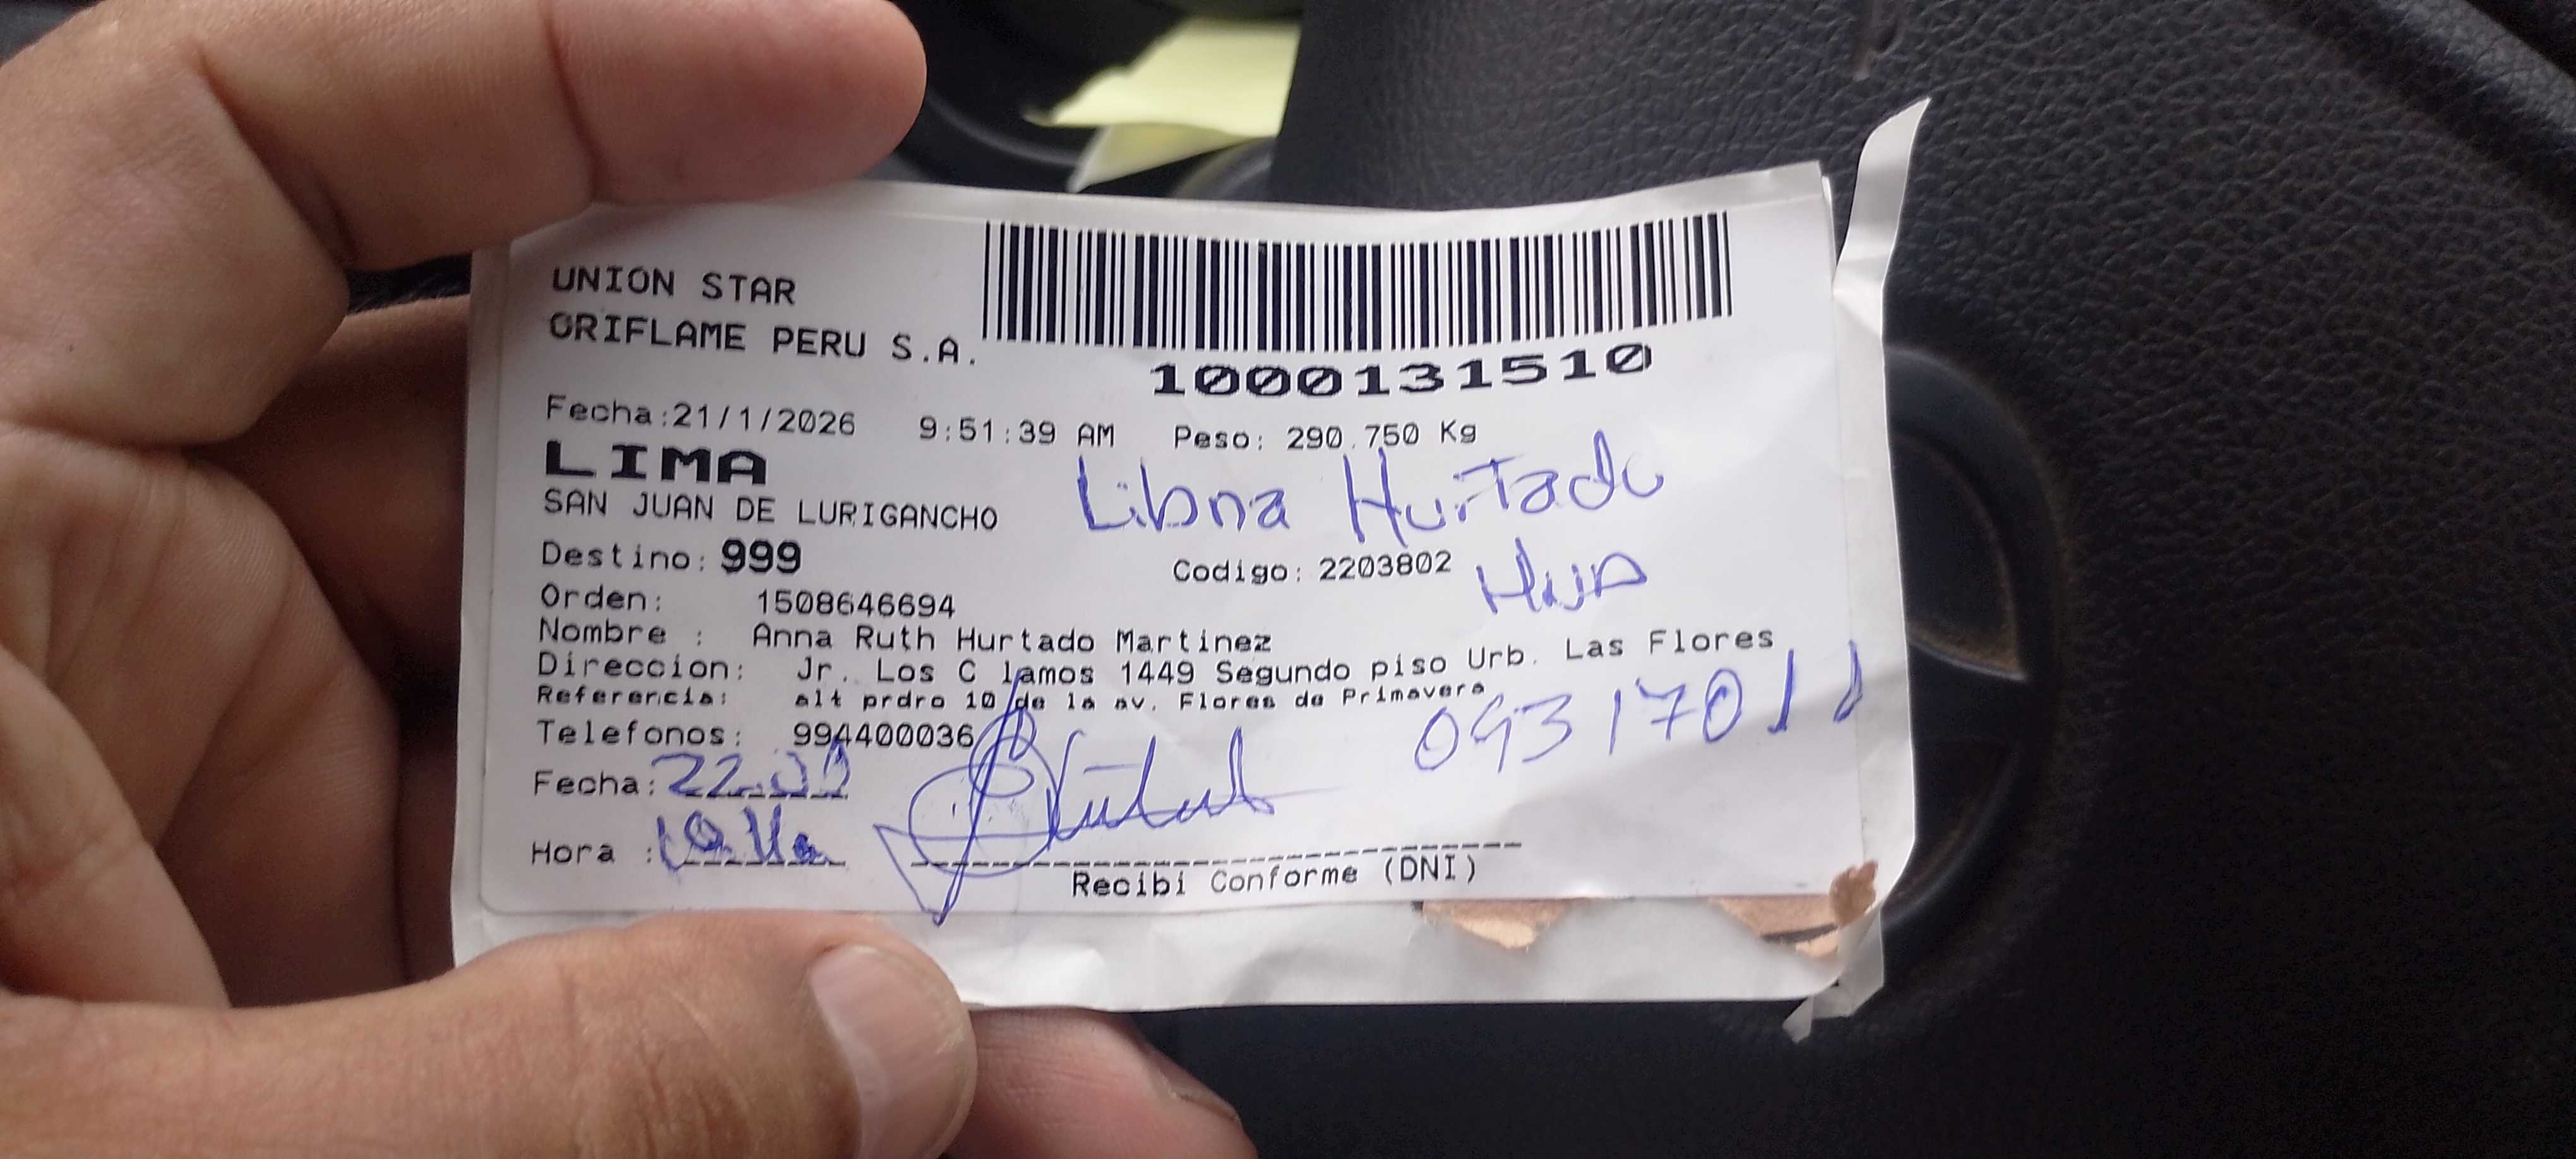 UNION STAR
ORIFLAME PERU S.A.
1000131510
Fecha:21/1/2026 9:51:39 AM Peso: 290.750 Kg
LIMA
SAN JUAN DE LURIGANCHO
Libna Hurtado
Destino: 999 Codigo: 2203802
Orden: 1508646694
Nombre : Anna Ruth Hurtado Martinez
Direccion: Jr. Los C lamos 1449 Segundo piso Urb. Las Flores
Referencia: alt prdro 10 de la av. Flores de Primavera
Telefonos: 994400036
Fecha: 22.01
Hora :
Recibi Conforme (DNI)